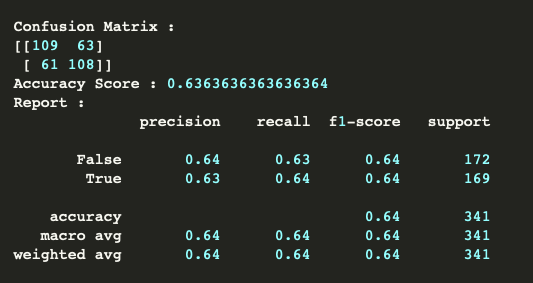 Confusion Matrix :
[[109  63]
 [ 61 108]]
Accuracy Score : 0.6363636363636364
Report :
              precision    recall  f1-score   support

       False       0.64      0.63      0.64       172
        True       0.63      0.64      0.64       169

    accuracy                           0.64       341
   macro avg       0.64      0.64      0.64       341
weighted avg       0.64      0.64      0.64       341